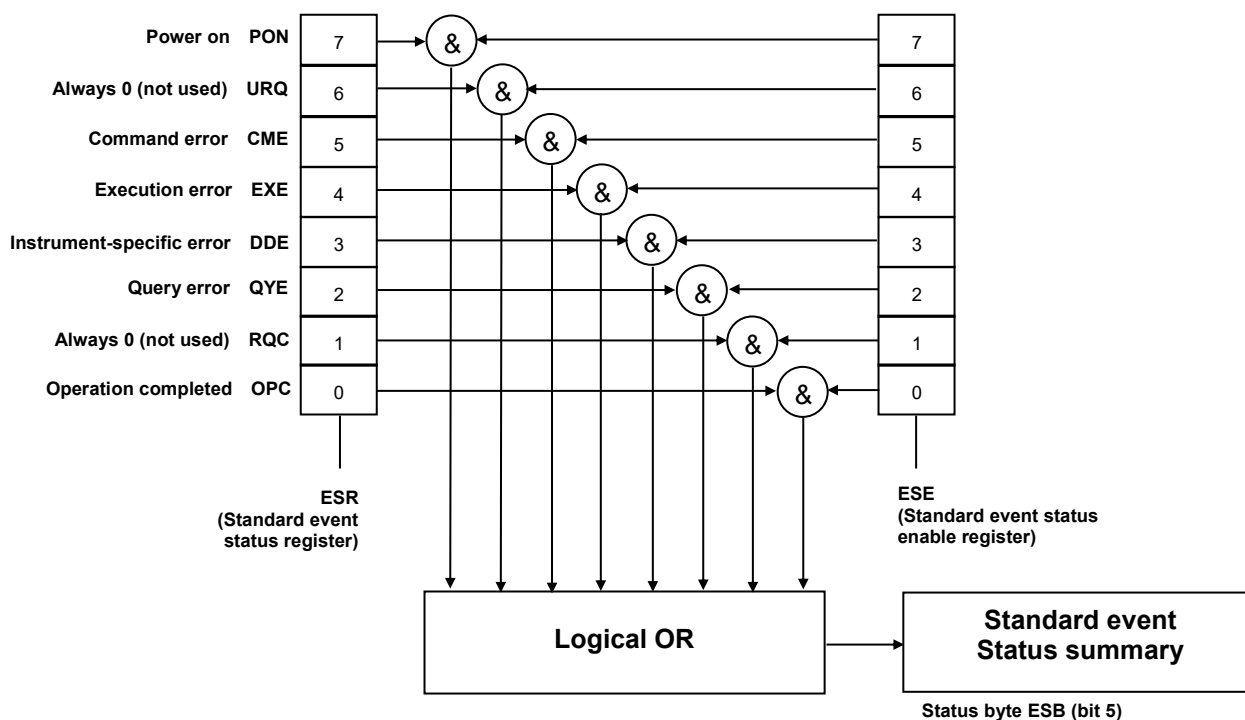 Power on PON 7 & 7
Always 0 (not used) URQ 6 & 6
Command error CME 5 & 5
Execution error EXE 4 & 4
Instrument-specific error DDE 3 & 3
Query error QYE 2 & 2
Always 0 (not used) RQC 1 & 1
Operation completed OPC 0 & 0
ESR
(Standard event
status register)
ESE
(Standard event status
enable register)
Logical OR
Standard event
Status summary
Status byte ESB (bit 5)